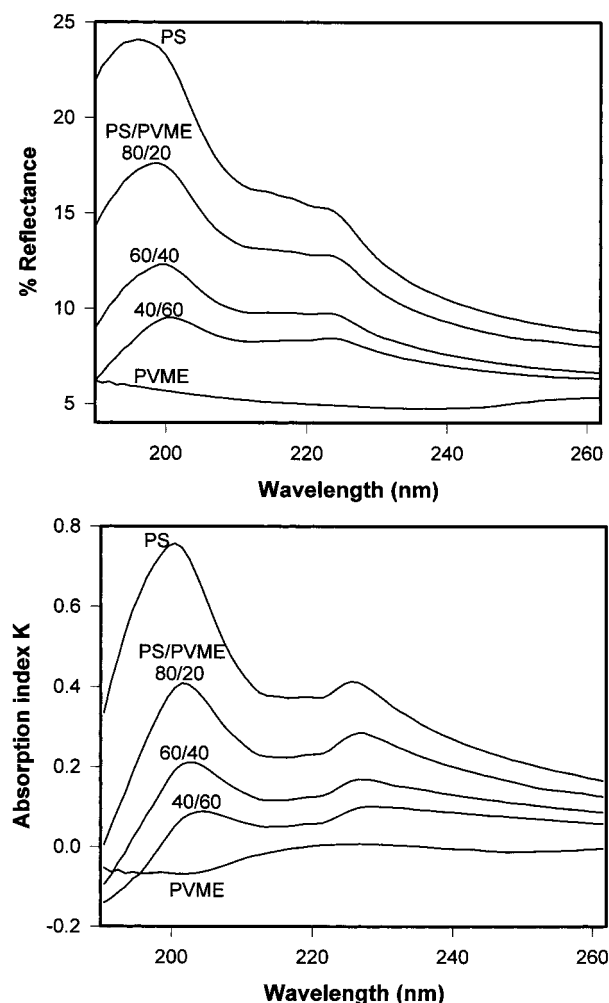 25
20
15
10
5
% Reflectance
PS
PS/PVME
80/20
60/40
40/60
PVME
200
220
240
260
Wavelength (nm)
0.8
0.6
0.4
0.2
0.0
-0.2
Absorption index K
PS
PS/PVME
80/20
60/40
40/60
PVME
200
220
240
260
Wavelength (nm)